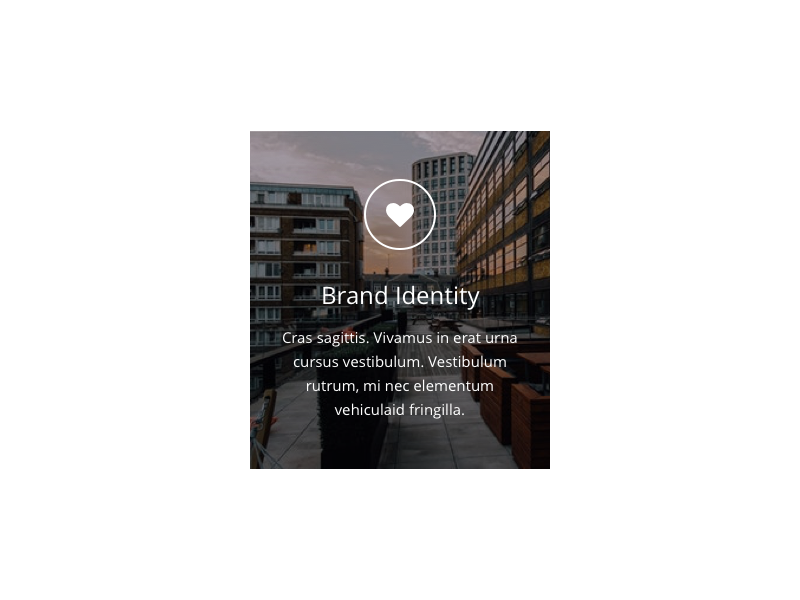 Brand Identity
Cras sagittis. Vivamus in erat urna
cursus vestibulum. Vestibulum
rutrum, mi nec elementum
vehiculaid fringilla.